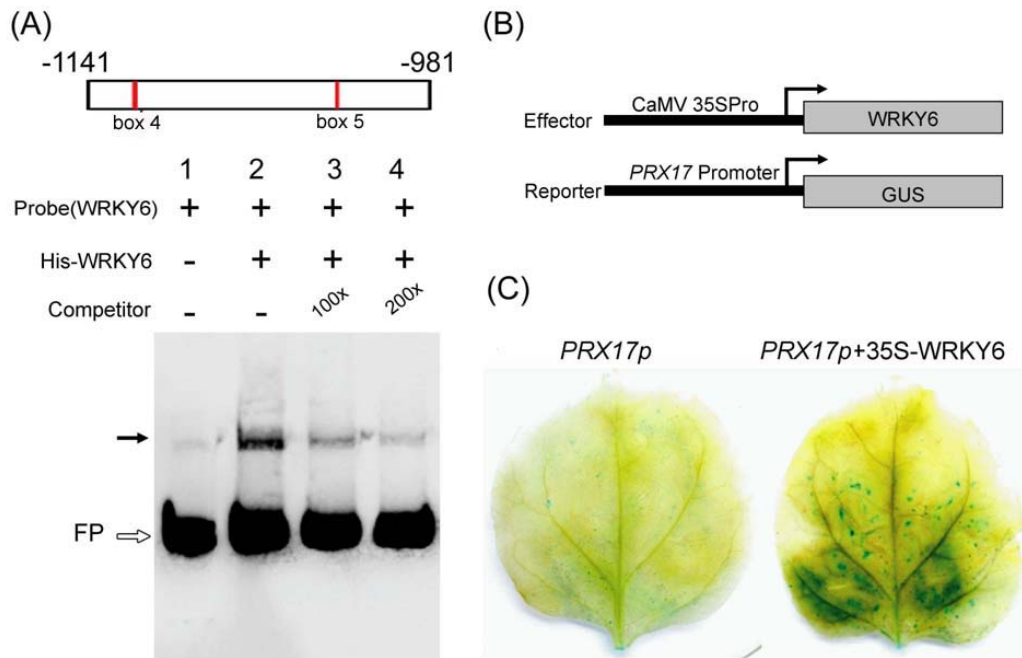 (A)
-1141 -981
box 4 box 5
1 2 3 4
Probe(WRKY6) + + + +
His-WRKY6 - + + +
Competitor - - 100x 200x
FP
(B)
CaMV 35SPro
Effector WRKY6
PRX17 Promoter
Reporter GUS
(C)
PRX17p PRX17p+35S-WRKY6